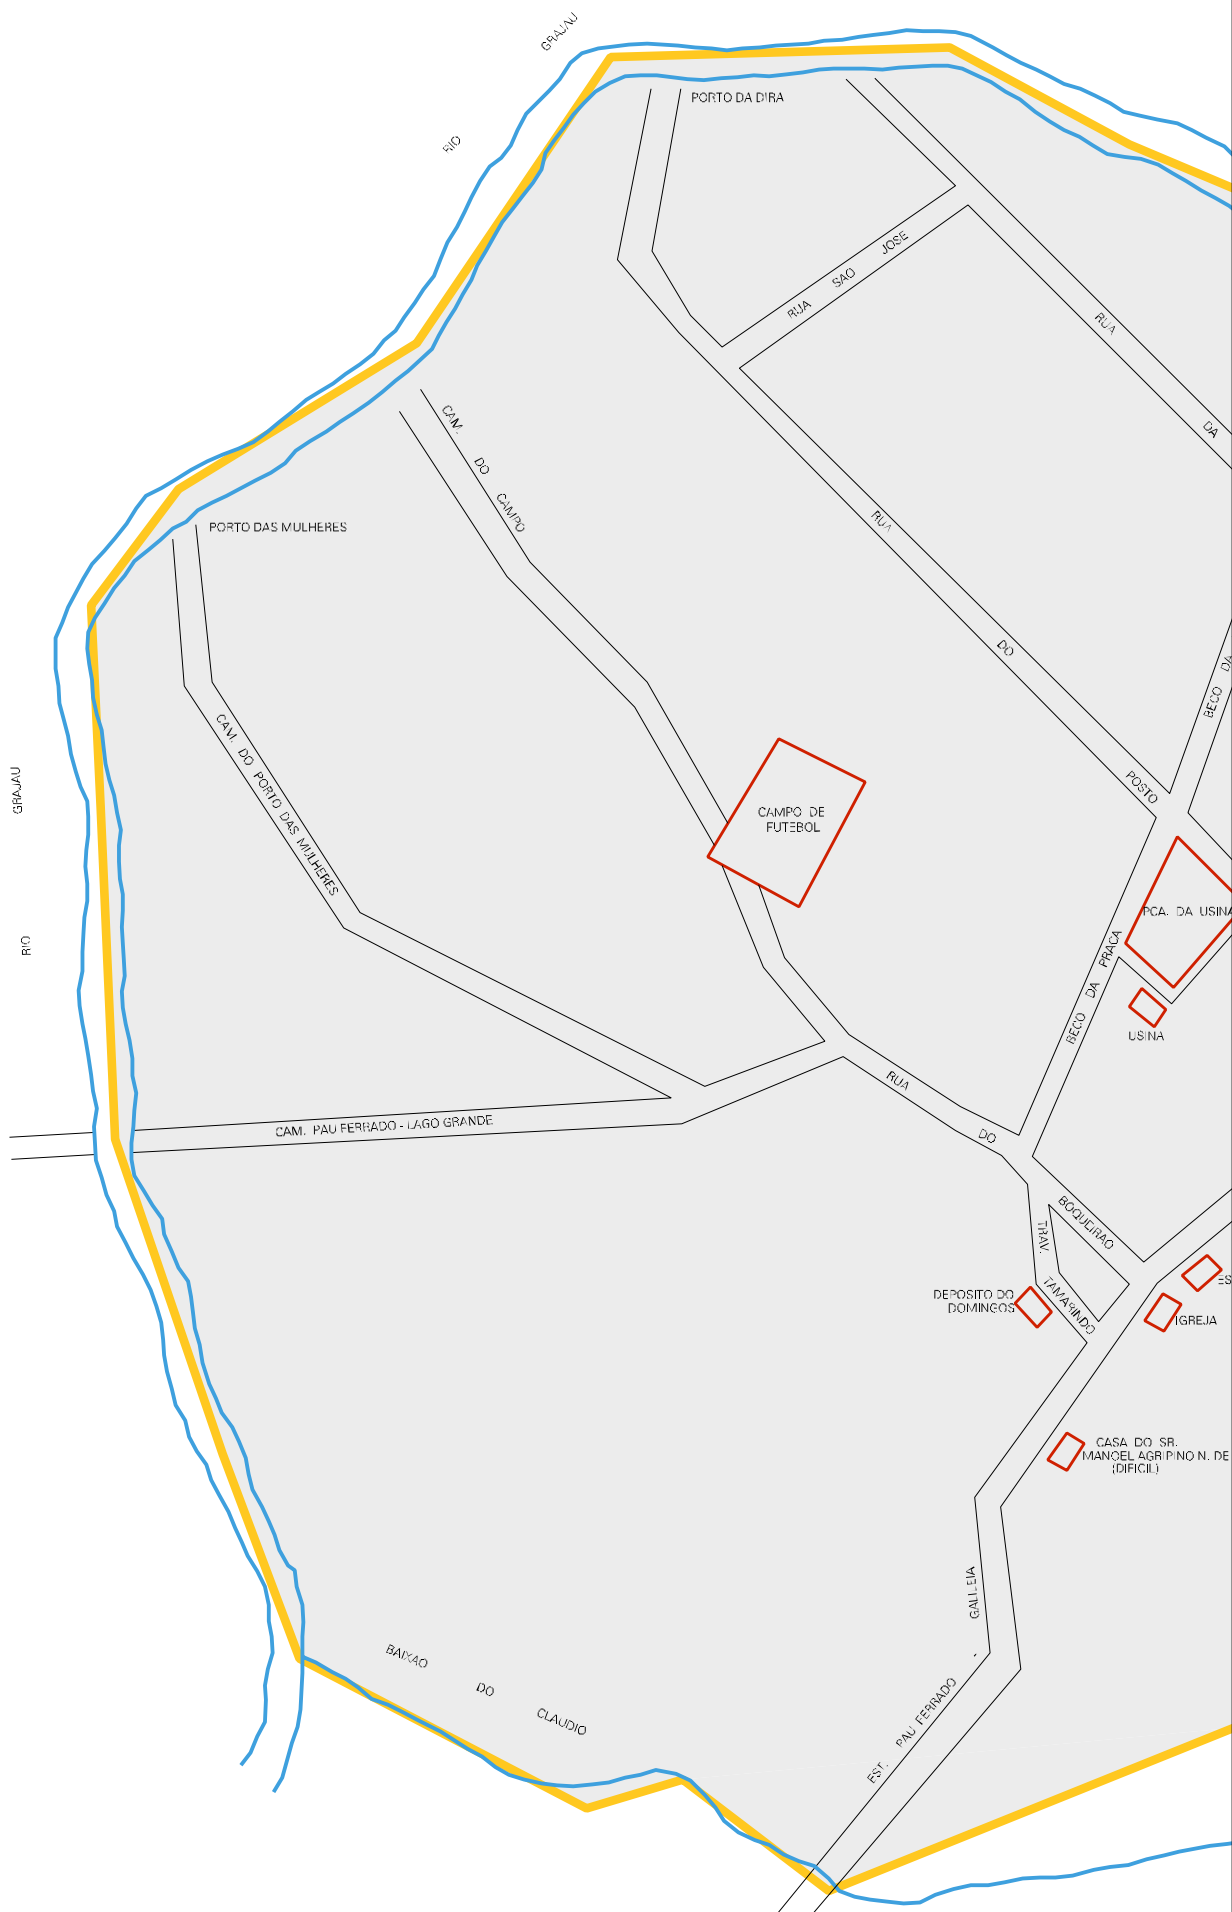 GRAJAU
RIO
PORTO DA DIRA
RUA SAO JOSE
RUA DA
CAM. DO CAMPO
RUA DO POSTO
PORTO DAS MULHERES
CAM. DO PORTO DAS MULHERES
GRAJAU
RIO
BECO
CAMPO DE
FUTEBOL
PCA. DA USINA
BECO DA PRACA
USINA
RUA DO BOQUEIRAO
CAM. PAU FERRADO - LAGO GRANDE
TRAV. TAMARINDO
DEPOSITO DO
DOMINGOS
ES
IGREJA
CASA DO SR.
MANOEL AGRIPINO N. DE
(DIFICIL)
EST. PAU FERRADO - GALILEIA
BAIXAO DO CLAUDIO